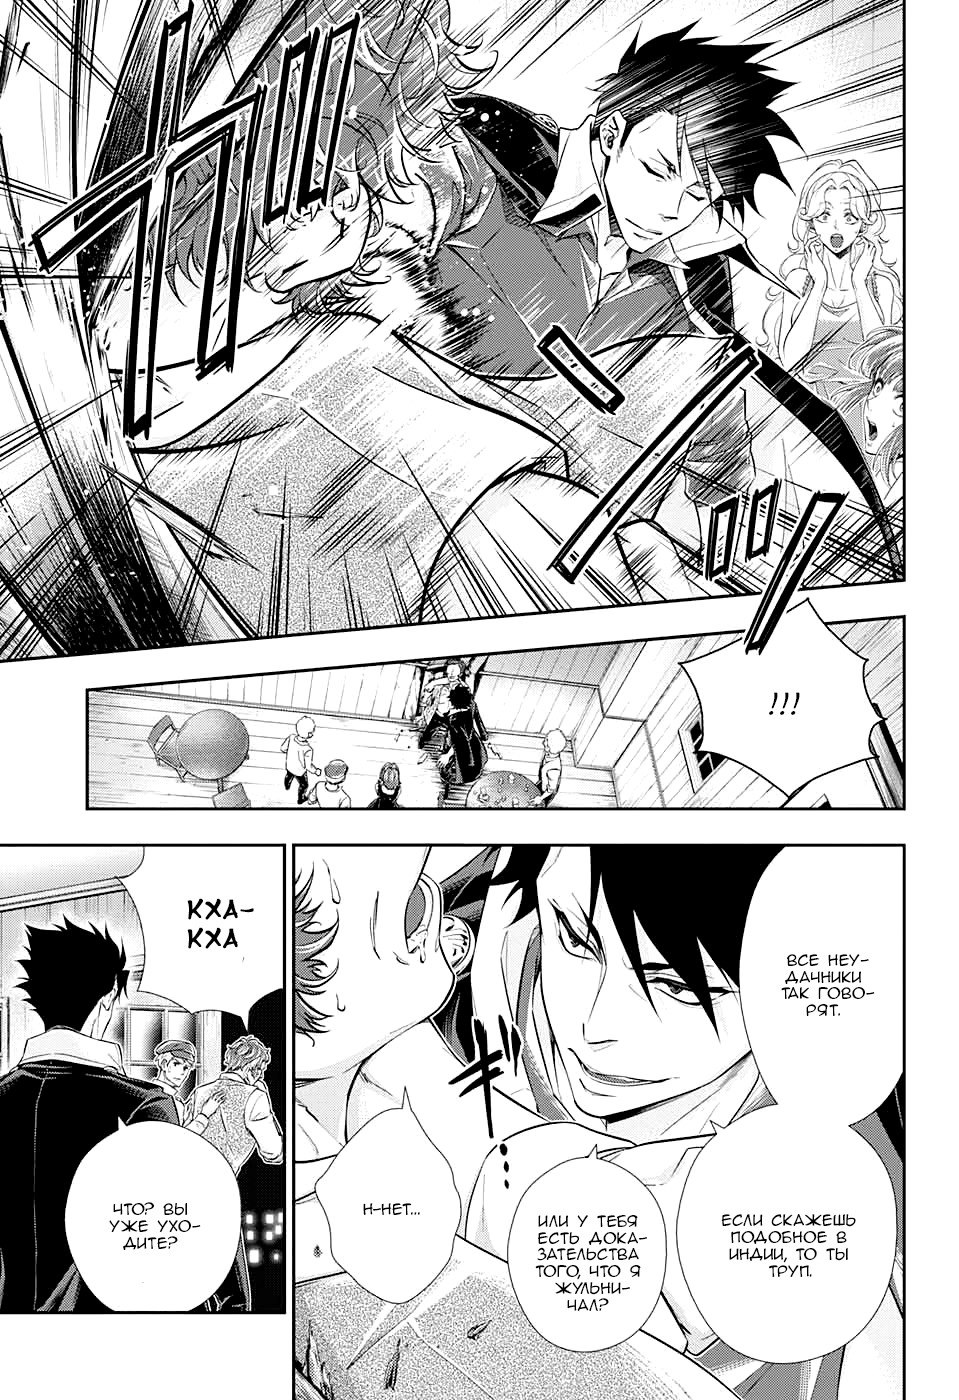 !!!
ВСЕ НЕУ-
ДАЧНИКИ
ТАК ГОВО-
РЯТ.
ЕСЛИ СКАЖЕШЬ
ПОДОБНОЕ В
ИНДИИ, ТО ТЫ
ТРУП.
ИЛИ У ТЕБЯ
ЕСТЬ ДОКА-
ЗАТЕЛЬСТВА
ТОГО, ЧТО Я
ЖУЛЬНИ-
ЧАЛ?
Н-НЕТ...
КХА-
КХА
ЧТО? ВЫ
УЖЕ УХО-
ДИТЕ?